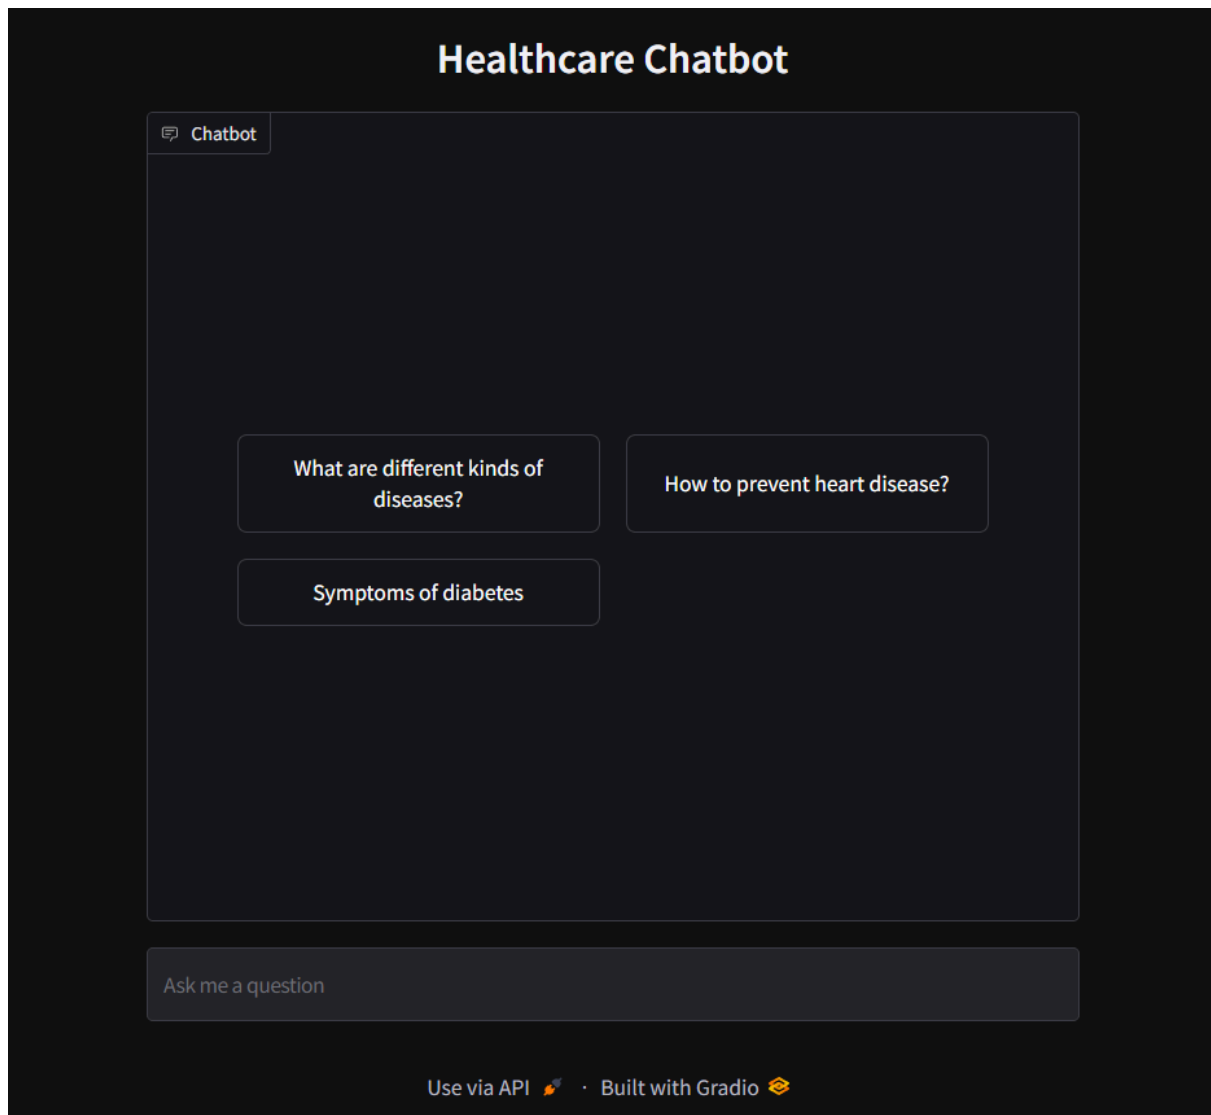 Healthcare Chatbot
Chatbot
What are different kinds of
diseases?
How to prevent heart disease?
Symptoms of diabetes
Ask me a question
Use via API · Built with Gradio